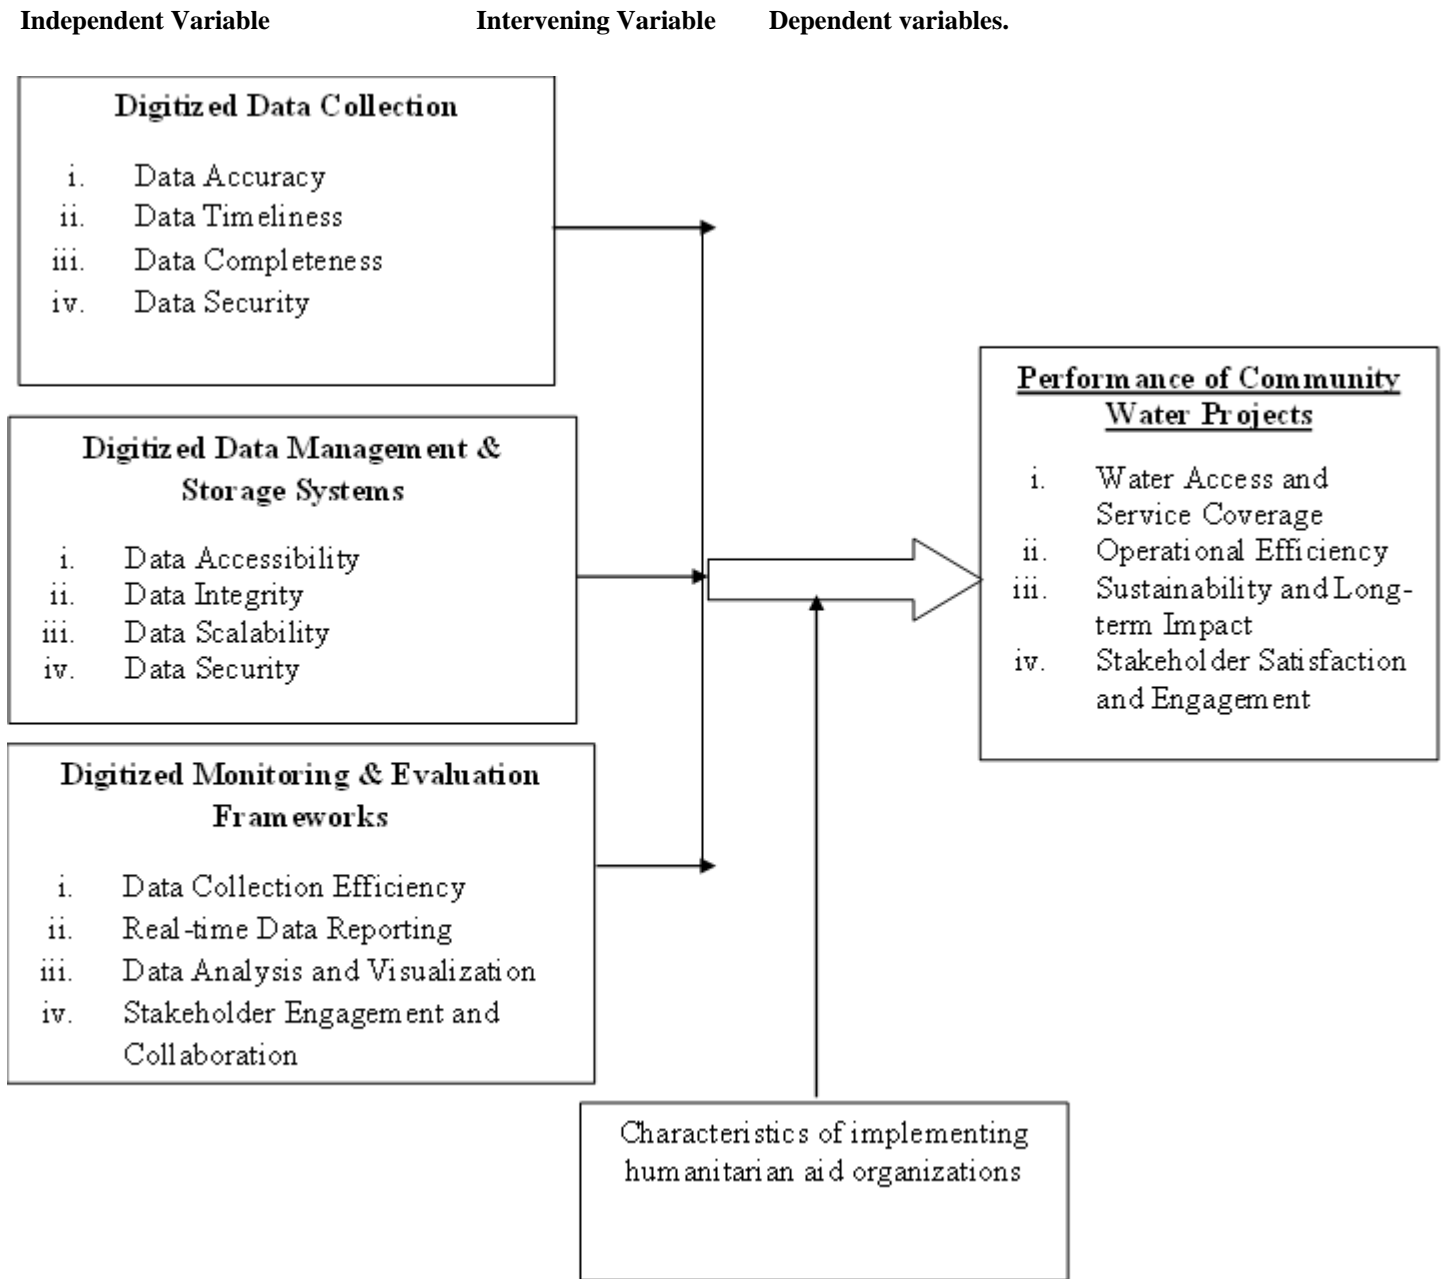 Independent Variable Intervening Variable Dependent variables.
Digitized Data Collection
i. Data Accuracy
ii. Data Timeliness
iii. Data Completeness
iv. Data Security
Digitized Data Management &
Storage Systems
i. Data Accessibility
ii. Data Integrity
iii. Data Scalability
iv. Data Security
Digitized Monitoring & Evaluation
Frameworks
i. Data Collection Efficiency
ii. Real-time Data Reporting
iii. Data Analysis and Visualization
iv. Stakeholder Engagement and
Collaboration
Performance of Community
Water Projects
i. Water Access and
Service Coverage
ii. Operational Efficiency
iii. Sustainability and Long-
term Impact
iv. Stakeholder Satisfaction
and Engagement
Characteristics of implementing
humanitarian aid organizations